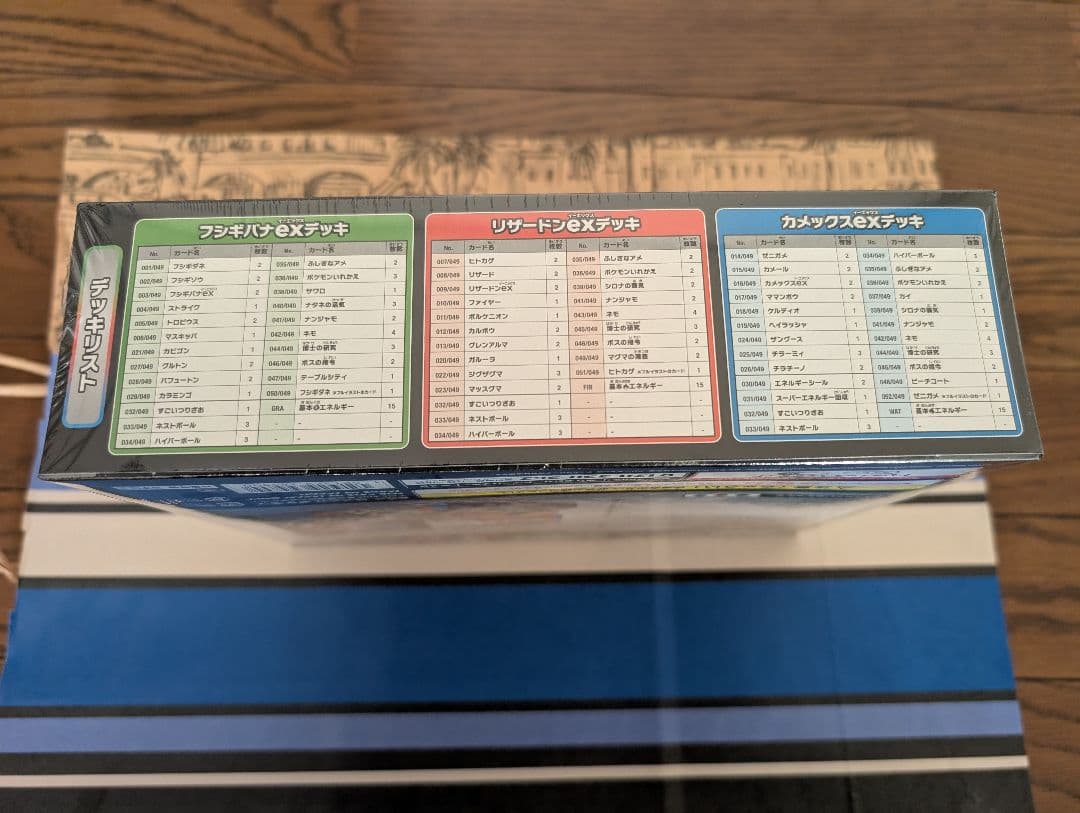 デッキリスト
フシギバナexデッキ
No. カード名 枚数 No. カード名 枚数
001/049 フシギダネ 2 035/049 ふしぎなアメ 2
002/049 フシギソウ 2 036/049 ポケモンいれかえ 3
003/049 フシギバナex 2 038/049 サワロ 1
004/049 ストライク 1 040/049 ナタネの活気 3
005/049 トロピウス 2 041/049 ナンジャモ 2
006/049 マスキッパ 1 042/049 ネモ 4
021/049 カビゴン 1 044/049 博士の研究 3
027/049 グルトン 2 046/049 ボスの指令 2
028/049 パフュートン 2 047/049 テーブルシティ 1
029/049 カラミンゴ 1 050/049 フシギダネ ※フルイラストのカード 1
032/049 すごいつりざお 1 GRA 基本エネルギー 15
033/049 ネストボール 3 - - -
034/049 ハイパーボール 3 - - -
リザードンexデッキ
No. カード名 枚数 No. カード名 枚数
007/049 ヒトカゲ 2 035/049 ふしぎなアメ 2
008/049 リザード 2 036/049 ポケモンいれかえ 2
009/049 リザードンex 2 039/049 シロナの覇気 2
010/049 ファイヤー 1 041/049 ナンジャモ 2
011/049 ボルケニオン 1 043/049 ネモ 4
012/049 カルボウ 2 045/049 博士の研究 3
013/049 グレンアルマ 2 046/049 ボスの指令 2
020/049 ガルーラ 1 049/049 マグマの滝壺 2
022/049 ジグザグマ 3 051/049 ヒトカゲ ※フルイラストのカード 1
023/049 マッスグマ 2 FIR 基本エネルギー 15
032/049 すごいつりざお 1 - - -
033/049 ネストボール 3 - - -
034/049 ハイパーボール 3 - - -
カメックスexデッキ
No. カード名 枚数 No. カード名 枚数
014/049 ゼニガメ 2 034/049 ハイパーボール 3
015/049 カメール 2 035/049 ふしぎなアメ 2
016/049 カメックスex 2 036/049 ポケモンいれかえ 2
017/049 ママンボウ 2 037/049 カイ 1
018/049 ケルディオ 1 039/049 シロナの覇気 1
019/049 ヘイラッシャ 1 041/049 ナンジャモ 2
024/049 ザングース 1 042/049 ネモ 4
025/049 チラーミィ 3 044/049 博士の研究 3
026/049 チラチーノ 2 046/049 ボスの指令 2
030/049 エネルギーシール 2 048/049 ビーチコート 1
031/049 スーパーエネルギー回収 1 052/049 ゼニガメ ※フルイラストのカード 1
032/049 すごいつりざお 1 WAT 基本エネルギー 15
033/049 ネストボール 3 - - -